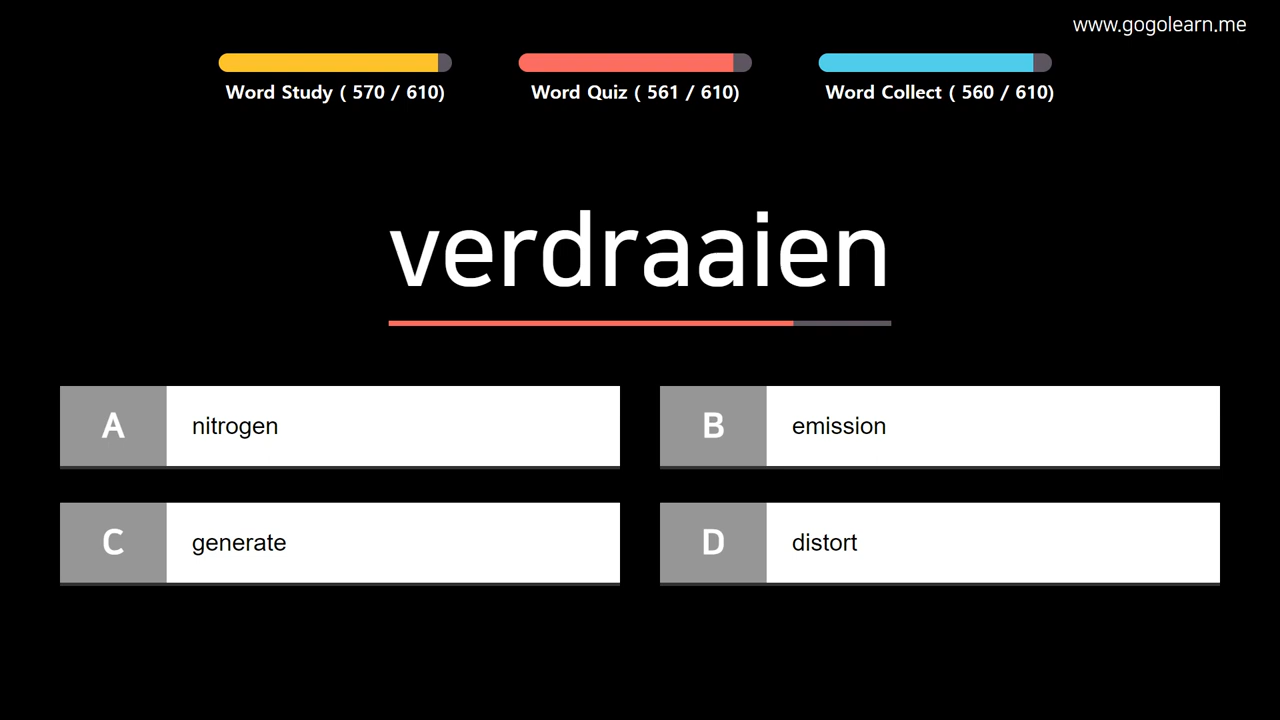 www.gogolearn.me
Word Study ( 570 / 610)
Word Quiz ( 561 / 610)
Word Collect ( 560 / 610)
verdraaien
A nitrogen
B emission
C generate
D distort